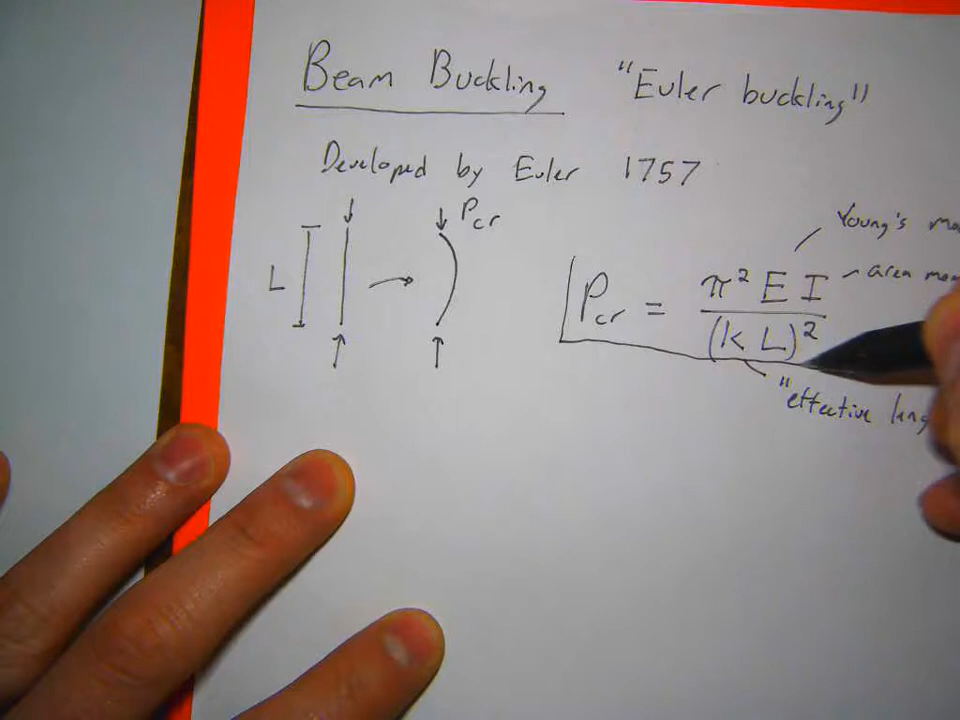 Beam Buckling "Euler buckling"
Developed by Euler 1757
L
Pcr
Young's
Pcr = π² E I / (K L)²
area
"effective